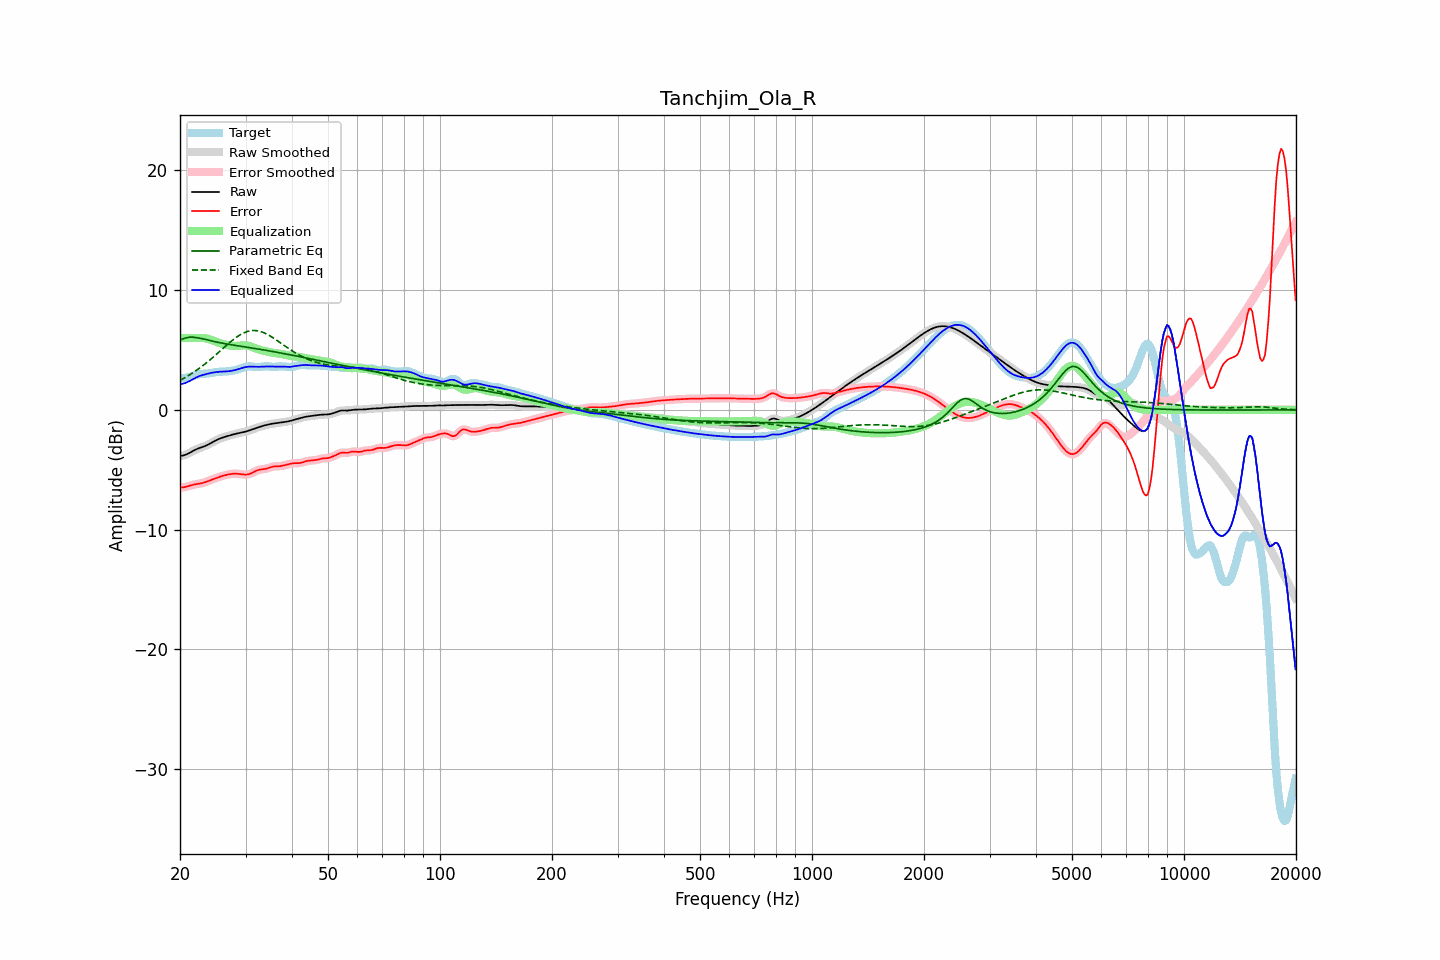 Tanchjim_Ola_R
Target
Raw Smoothed
Error Smoothed
Raw
Error
Equalization
Parametric Eq
Fixed Band Eq
Equalized
20
10
0
−10
−20
−30
Amplitude (dBr)
20 50 100 200 500 1000 2000 5000 10000 20000
Frequency (Hz)